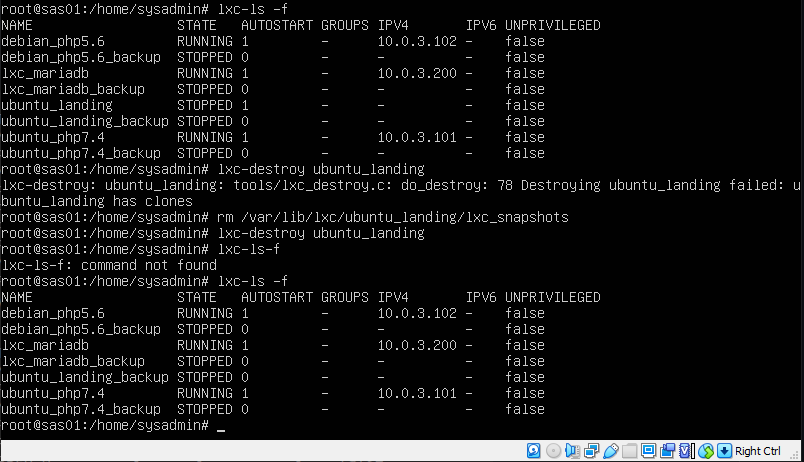 root@sas01:/home/sysadmin# lxc-ls -f
NAME STATE AUTOSTART GROUPS IPV4 IPV6 UNPRIVILEGED
debian_php5.6 RUNNING 1 - 10.0.3.102 - false
debian_php5.6_backup STOPPED 0 - - - false
lxc_mariadb RUNNING 1 - 10.0.3.200 - false
lxc_mariadb_backup STOPPED 0 - - - false
ubuntu_landing STOPPED 1 - - - false
ubuntu_landing_backup STOPPED 0 - - - false
ubuntu_php7.4 RUNNING 1 - 10.0.3.101 - false
ubuntu_php7.4_backup STOPPED 0 - - - false
root@sas01:/home/sysadmin# lxc-destroy ubuntu_landing
lxc-destroy: ubuntu_landing: tools/lxc_destroy.c: do_destroy: 78 Destroying ubuntu_landing failed: u
buntu_landing has clones
root@sas01:/home/sysadmin# rm /var/lib/lxc/ubuntu_landing/lxc_snapshots
root@sas01:/home/sysadmin# lxc-destroy ubuntu_landing
root@sas01:/home/sysadmin# lxc-ls-f
lxc-ls-f: command not found
root@sas01:/home/sysadmin# lxc-ls -f
NAME STATE AUTOSTART GROUPS IPV4 IPV6 UNPRIVILEGED
debian_php5.6 RUNNING 1 - 10.0.3.102 - false
debian_php5.6_backup STOPPED 0 - - - false
lxc_mariadb RUNNING 1 - 10.0.3.200 - false
lxc_mariadb_backup STOPPED 0 - - - false
ubuntu_landing_backup STOPPED 0 - - - false
ubuntu_php7.4 RUNNING 1 - 10.0.3.101 - false
ubuntu_php7.4_backup STOPPED 0 - - - false
root@sas01:/home/sysadmin# _
Right Ctrl